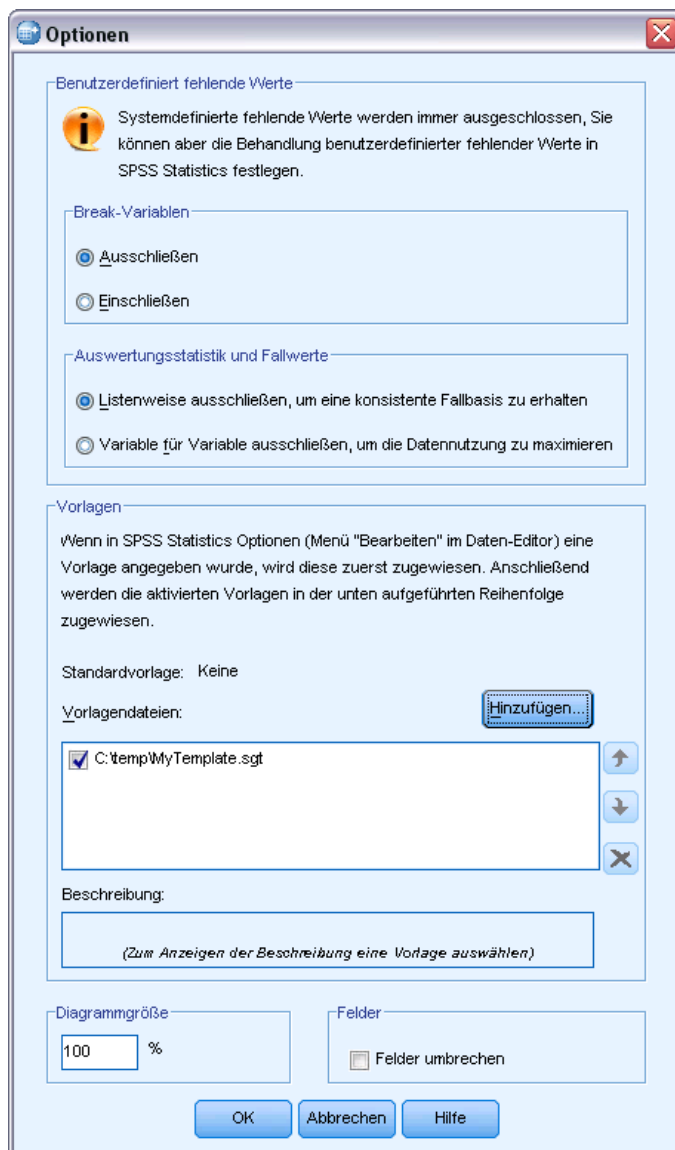 Optionen
Benutzerdefiniert fehlende Werte
Systemdefinierte fehlende Werte werden immer ausgeschlossen, Sie
können aber die Behandlung benutzerdefinierter fehlender Werte in
SPSS Statistics festlegen.
Break-Variablen
Ausschließen
Einschließen
Auswertungsstatistik und Fallwerte
Listenweise ausschließen, um eine konsistente Fallbasis zu erhalten
Variable für Variable ausschließen, um die Datennutzung zu maximieren
Vorlagen
Wenn in SPSS Statistics Optionen (Menü "Bearbeiten" im Daten-Editor) eine
Vorlage angegeben wurde, wird diese zuerst zugewiesen. Anschließend
werden die aktivierten Vorlagen in der unten aufgeführten Reihenfolge
zugewiesen.
Standardvorlage: Keine
Vorlagendateien:
Hinzufügen...
C:\temp\MyTemplate.sgt
Beschreibung:
(Zum Anzeigen der Beschreibung eine Vorlage auswählen)
Diagrammgröße
100 %
Felder
Felder umbrechen
OK Abbrechen Hilfe